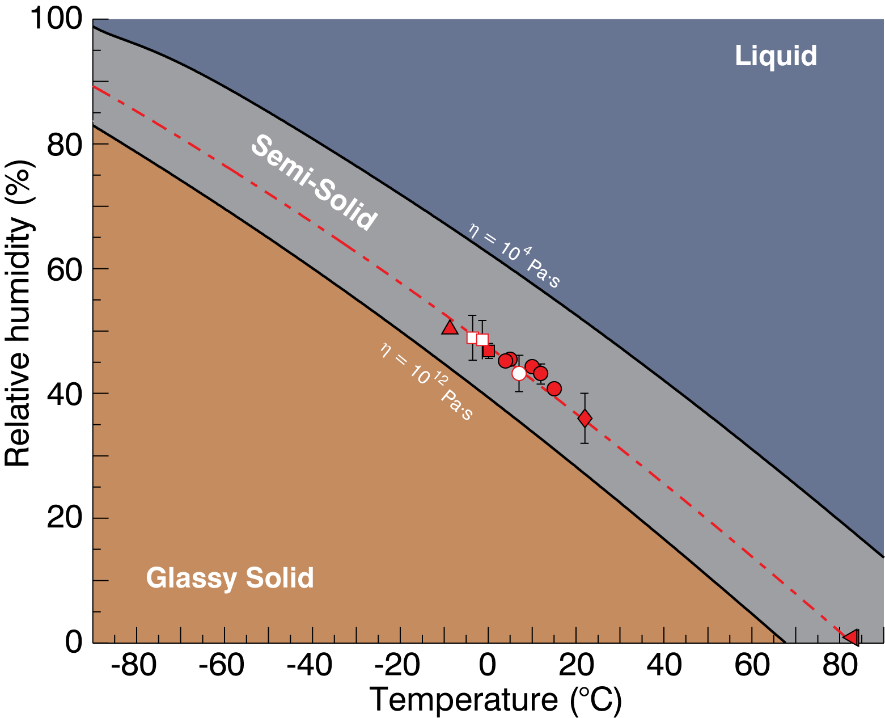 100
80
60
40
20
0
Relative humidity (%)
Liquid
Semi-Solid
η = 10⁴ Pa·s
η = 10¹² Pa·s
Glassy Solid
-80 -60 -40 -20 0 20 40 60 80
Temperature (°C)